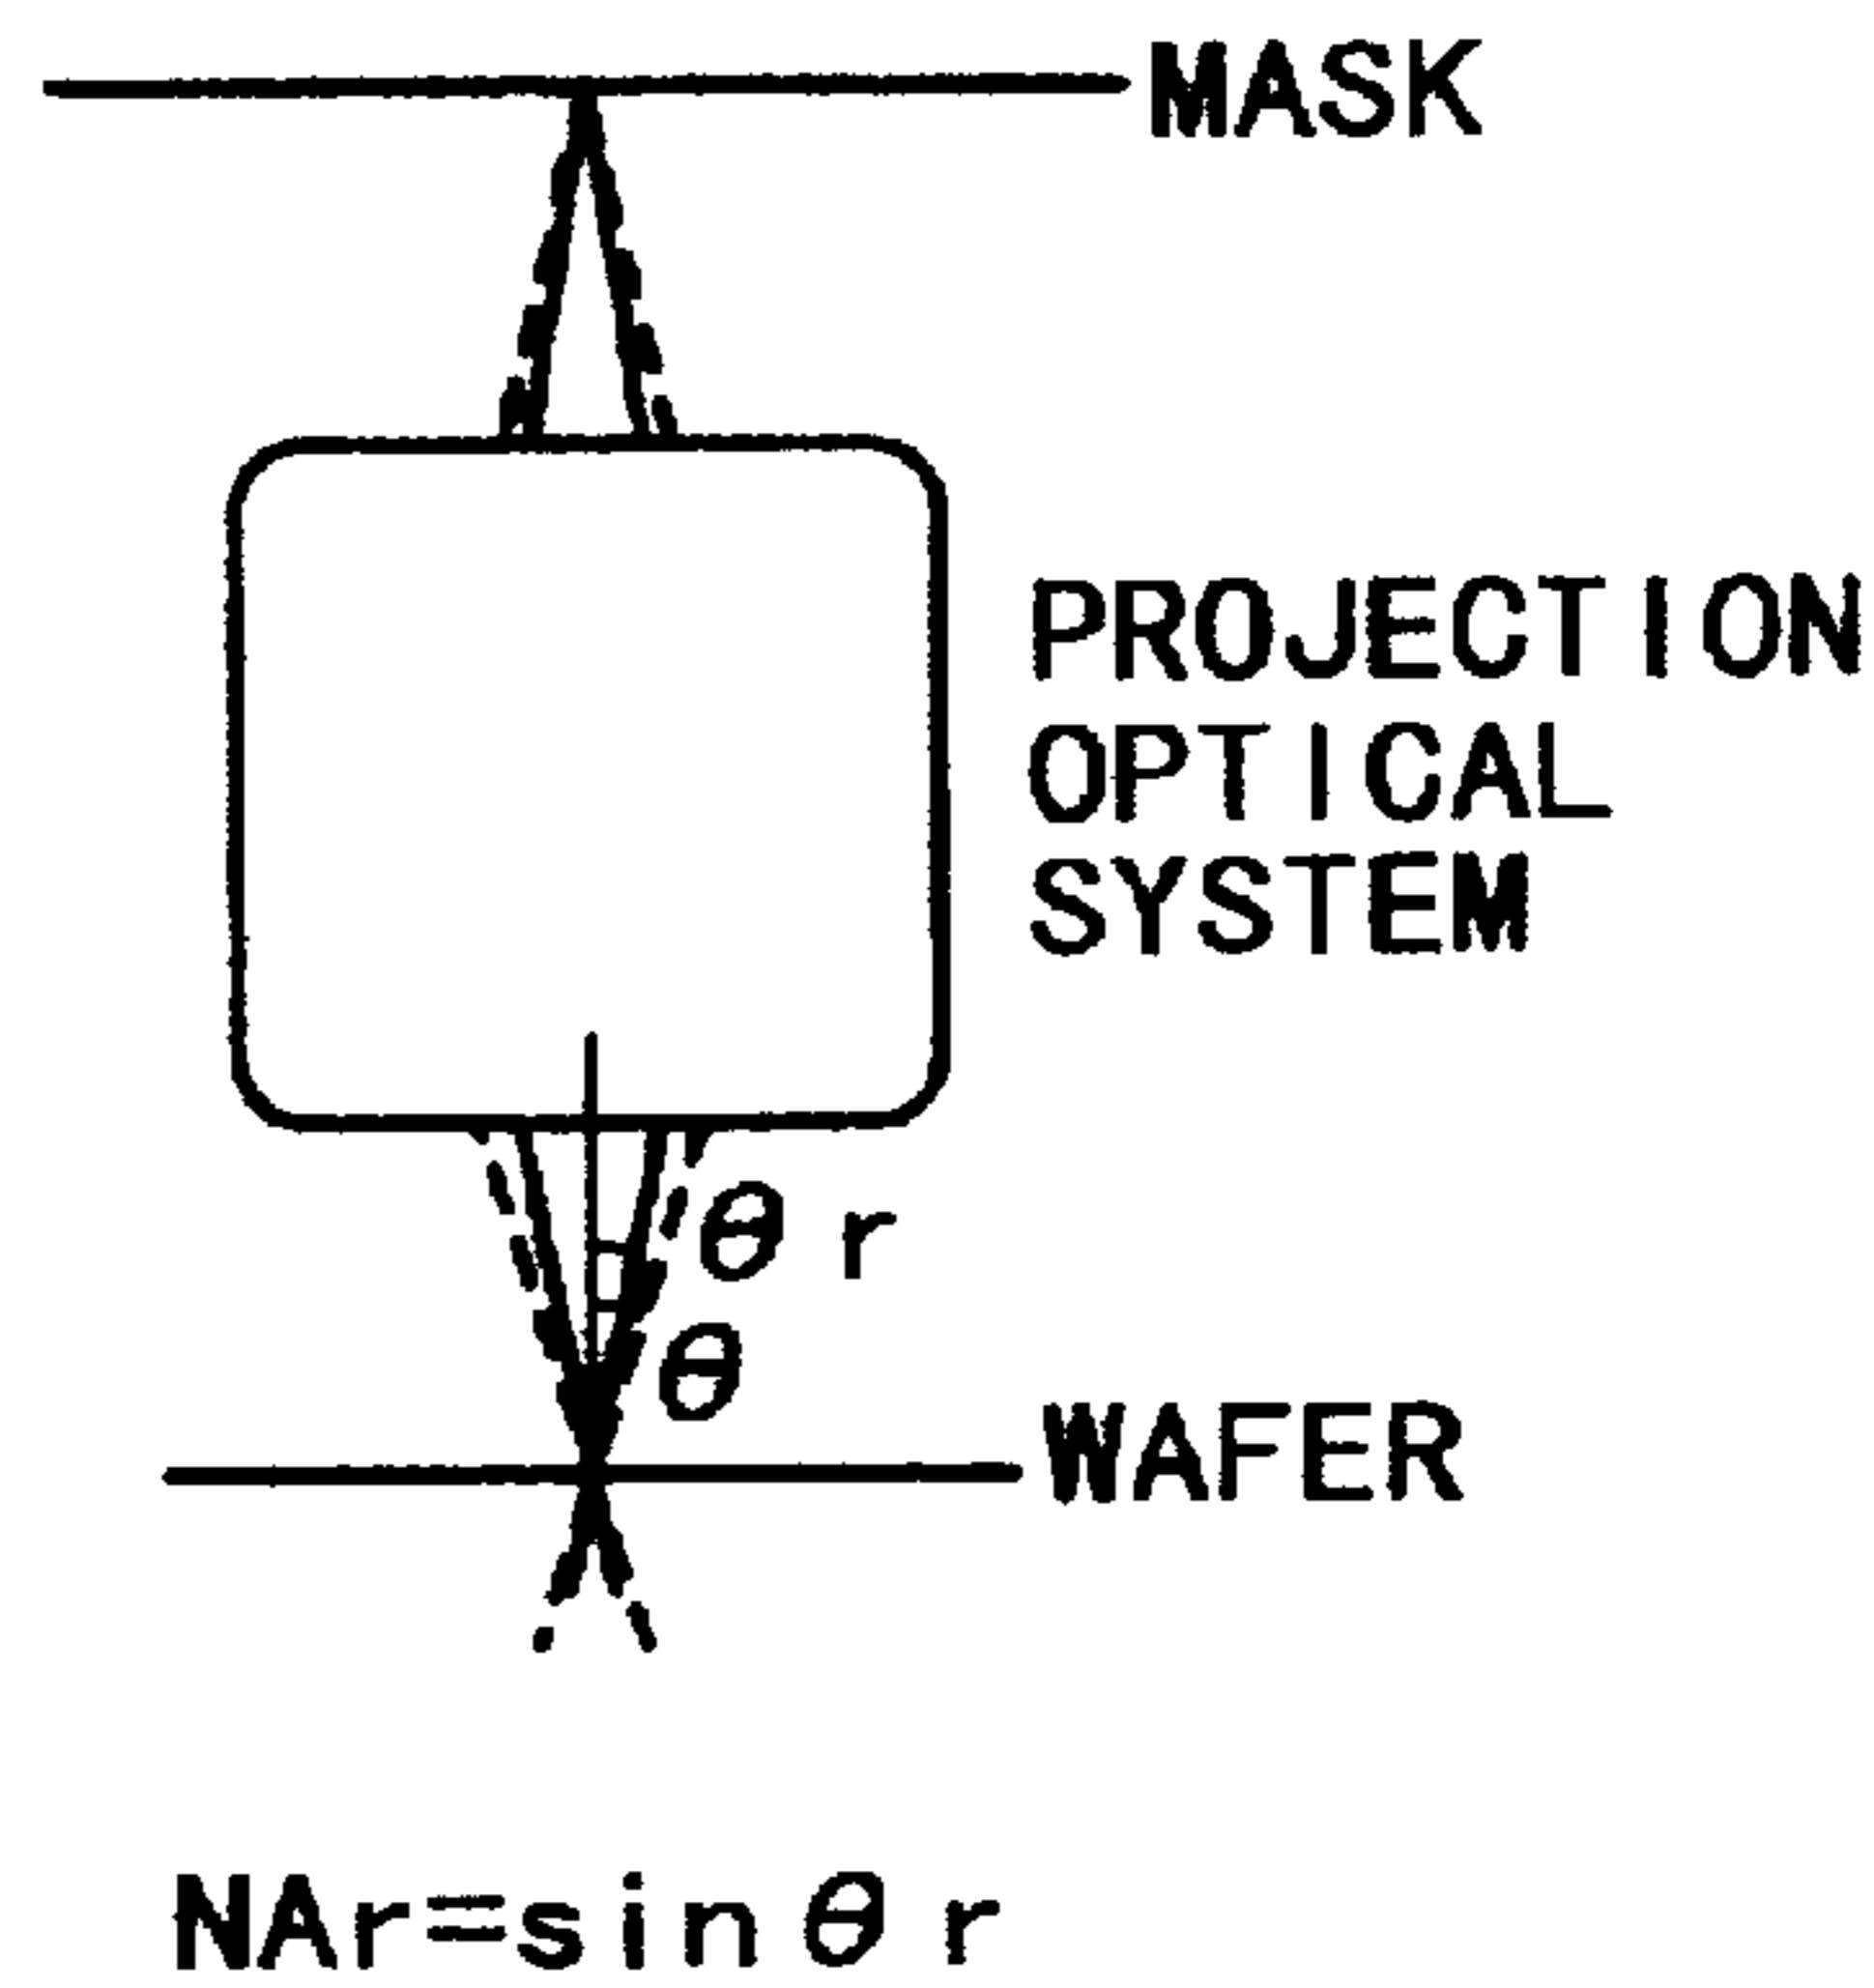 MASK
PROJECTION
OPTICAL
SYSTEM
θr
θ
WAFER
NAr=sinθr